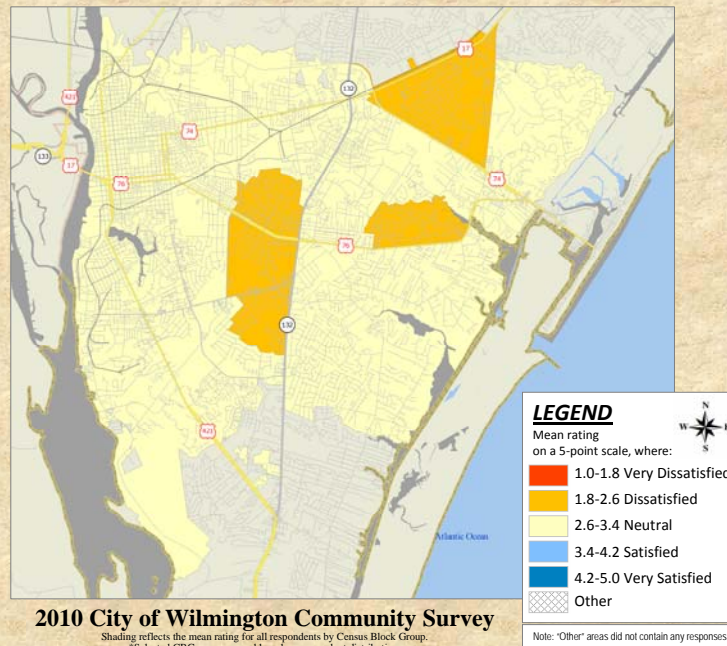 17
132
421
74
133
17
76
74
76
132
421
Atlantic Ocean
LEGEND
N
W
S
Mean rating
on a 5-point scale, where:
1.0-1.8 Very Dissatisfied
1.8-2.6 Dissatisfied
2.6-3.4 Neutral
3.4-4.2 Satisfied
4.2-5.0 Very Satisfied
Other
2010 City of Wilmington Community Survey
Shading reflects the mean rating for all respondents by Census Block Group.
Note: "Other" areas did not contain any responses